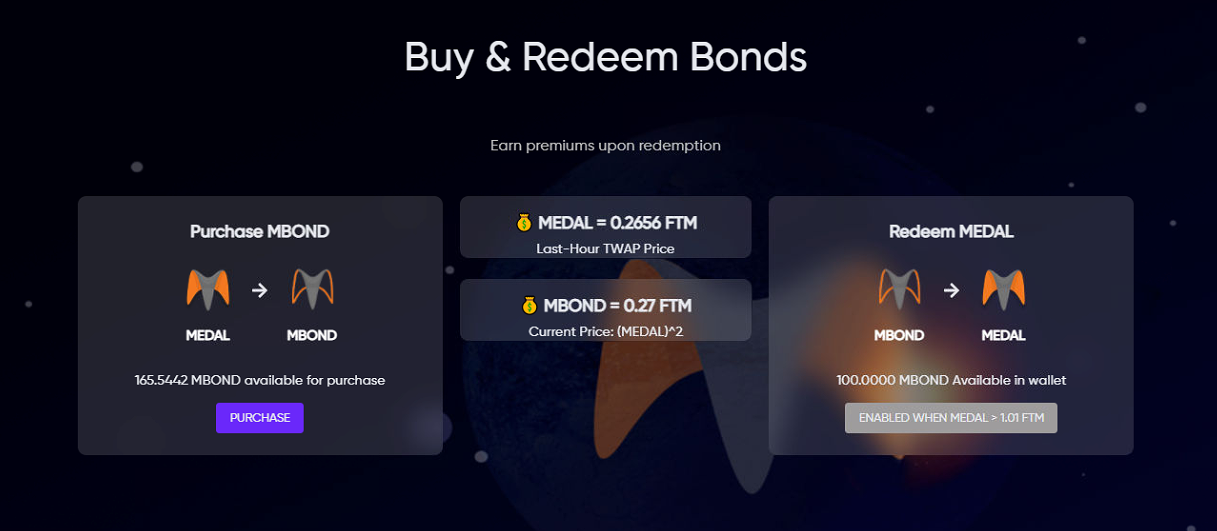 Buy & Redeem Bonds
Earn premiums upon redemption
Purchase MBOND
MEDAL
MBOND
165.5442 MBOND available for purchase
PURCHASE
MEDAL = 0.2656 FTM
Last-Hour TWAP Price
MBOND = 0.27 FTM
Current Price: (MEDAL)^2
Redeem MEDAL
MBOND
MEDAL
100.0000 MBOND Available in wallet
ENABLED WHEN MEDAL > 1.01 FTM